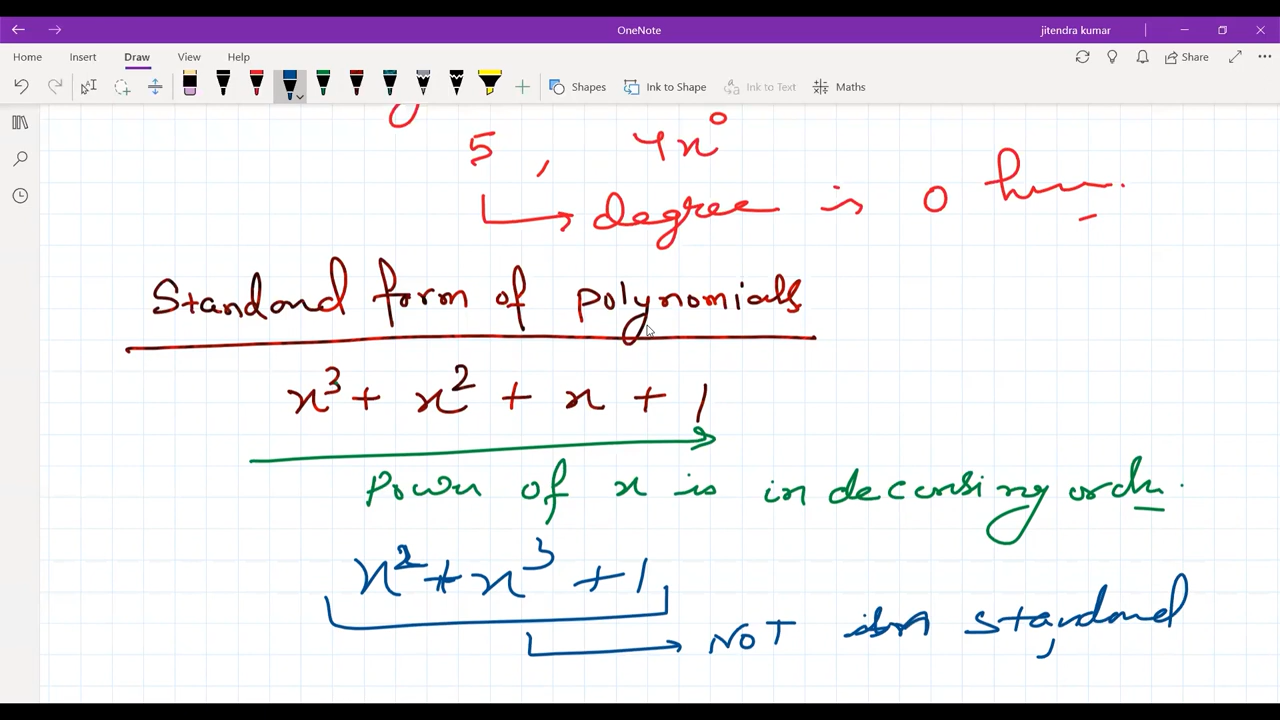 OneNote
jitendra kumar
Home Insert Draw View Help
Share
Shapes Ink to Shape Ink to Text Maths
5 , 4x⁰
degree is 0
Standard form of polynomials
x³ + x² + x + 1
Power of x is in decreasing order.
x² + x³ + 1
NOT in standard